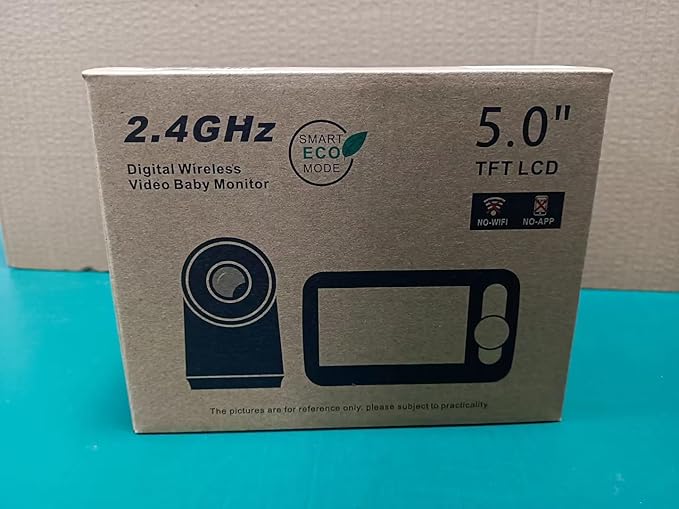 2.4GHz
Digital Wireless
Video Baby Monitor
SMART
ECO
MODE
5.0"
TFT LCD
NO-WIFI
NO-APP
The pictures are for reference only, please subject to practicality